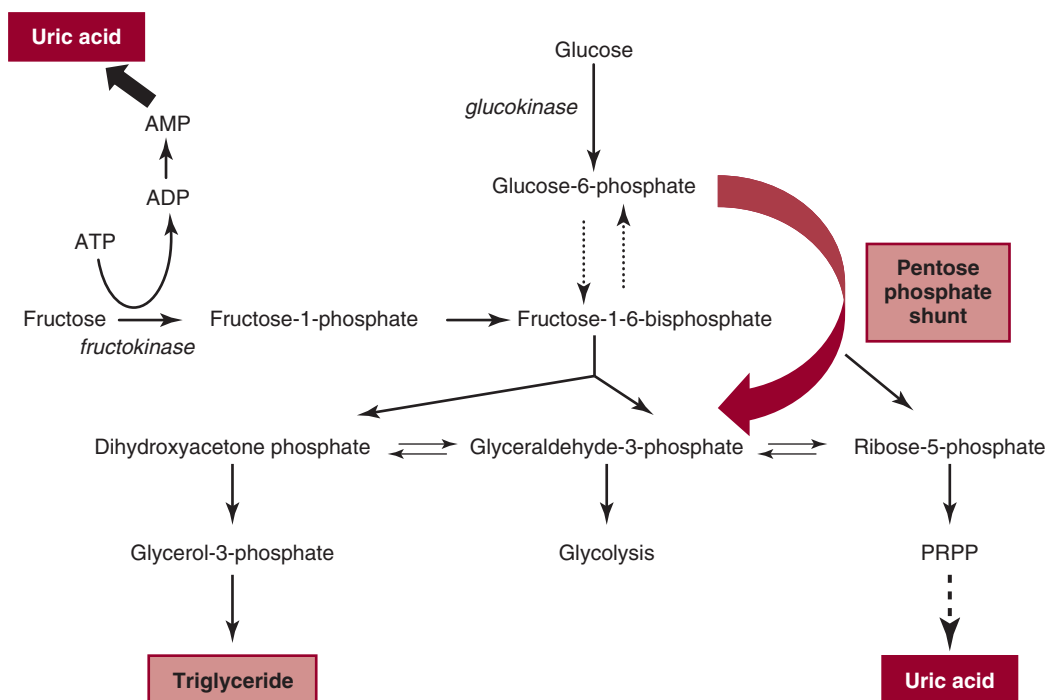 Uric acid
Glucose
glucokinase
AMP
Glucose-6-phosphate
ADP
ATP
Pentose
phosphate
shunt
Fructose
Fructose-1-phosphate
Fructose-1-6-bisphosphate
fructokinase
Dihydroxyacetone phosphate
Glyceraldehyde-3-phosphate
Ribose-5-phosphate
Glycerol-3-phosphate
Glycolysis
PRPP
Triglyceride
Uric acid